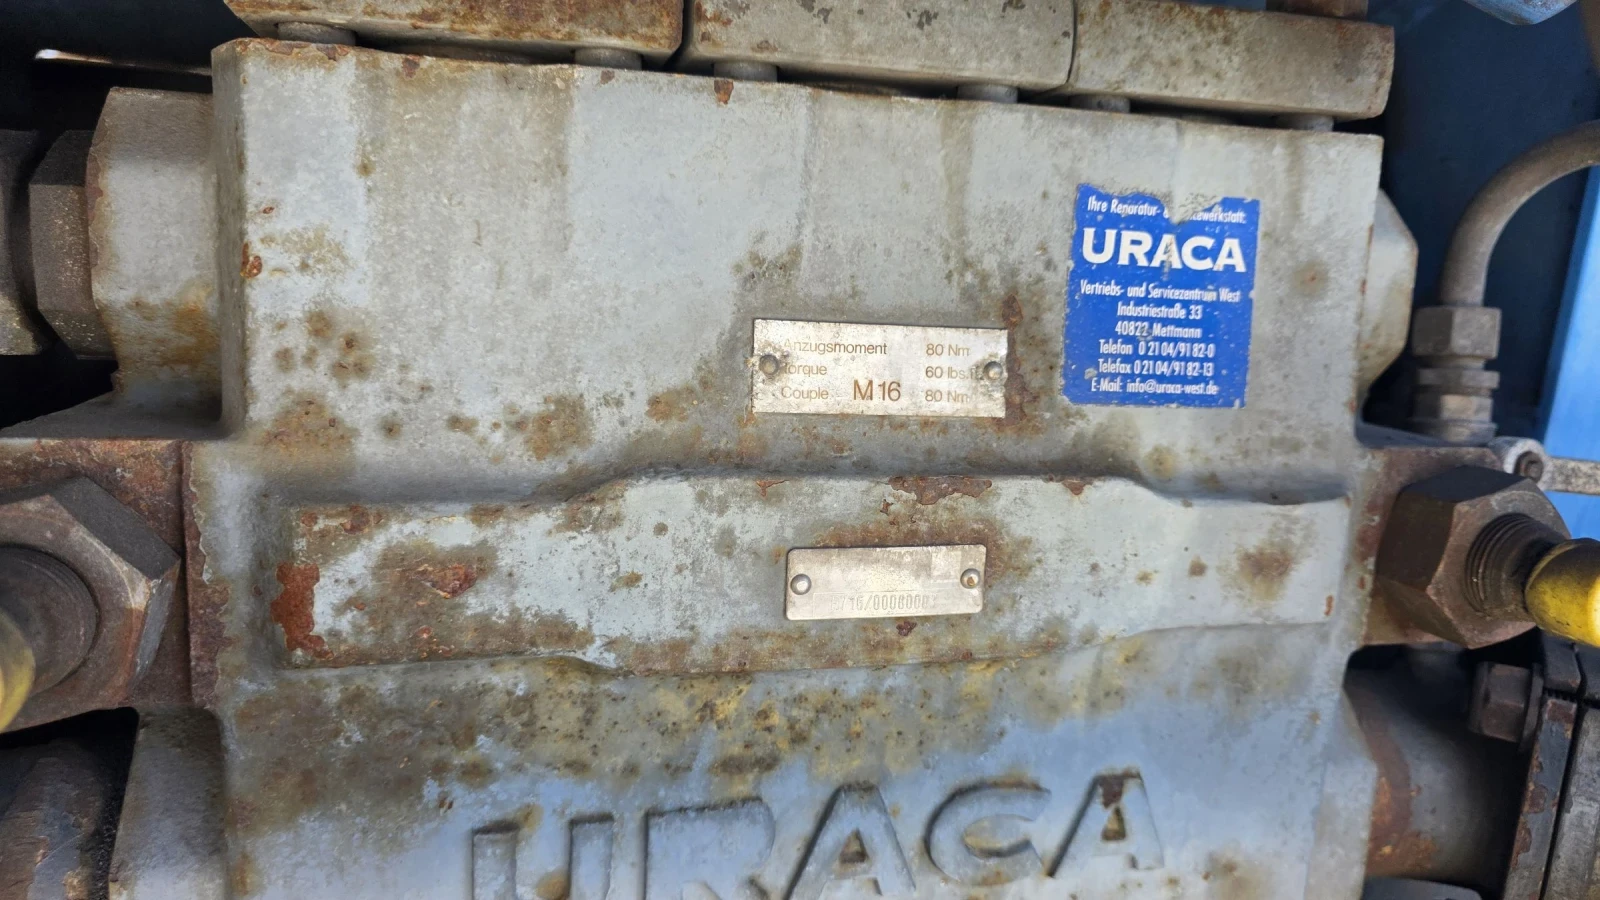 Ihre Reparatur- & Servicewerkstatt:
URACA
Vertriebs- und Servicezentrum West
Industriestraße 33
40822 Mettmann
Telefon 0 21 04/91 82-0
Telefax 0 21 04/91 82-13
E-Mail: info@uraca-west.de
Anzugsmoment 80 Nm
Torque 60 lbs.
Couple M16 80 Nm
URACA